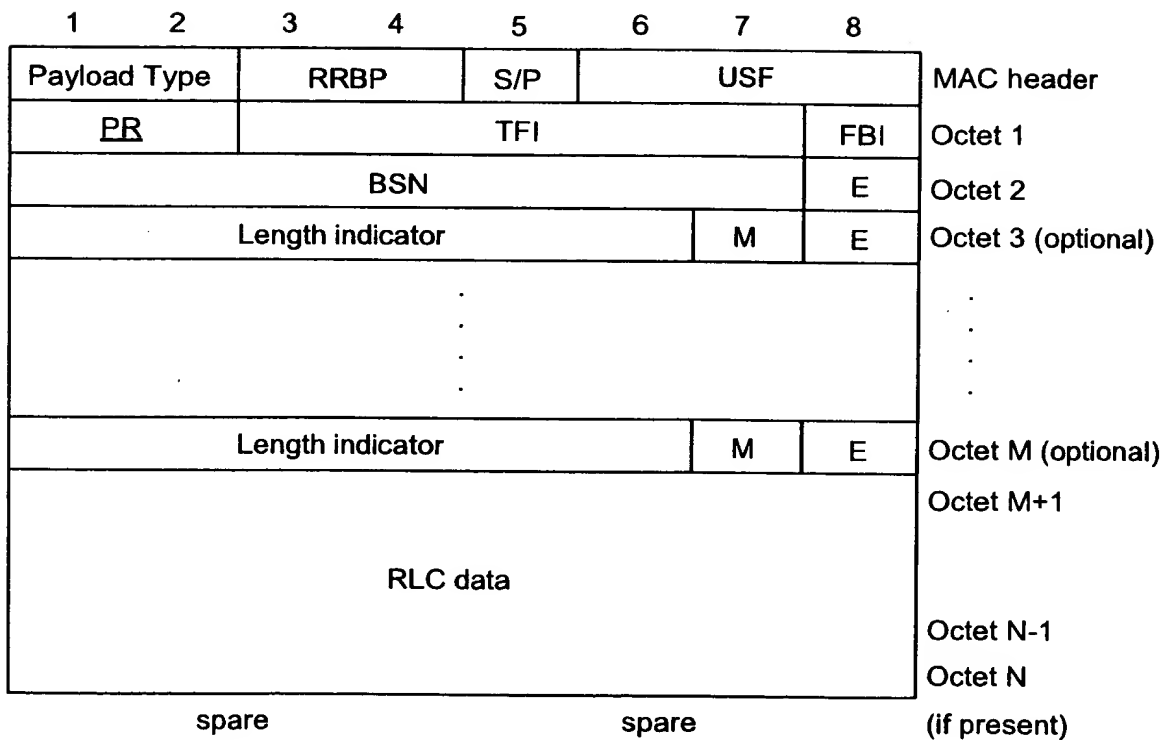 1 2 3 4 5 6 7 8
Payload Type RRBP S/P USF MAC header
PR TFI FBI Octet 1
BSN E Octet 2
Length indicator M E Octet 3 (optional)
Length indicator M E Octet M (optional)
Octet M+1
RLC data
Octet N-1
Octet N
spare spare (if present)